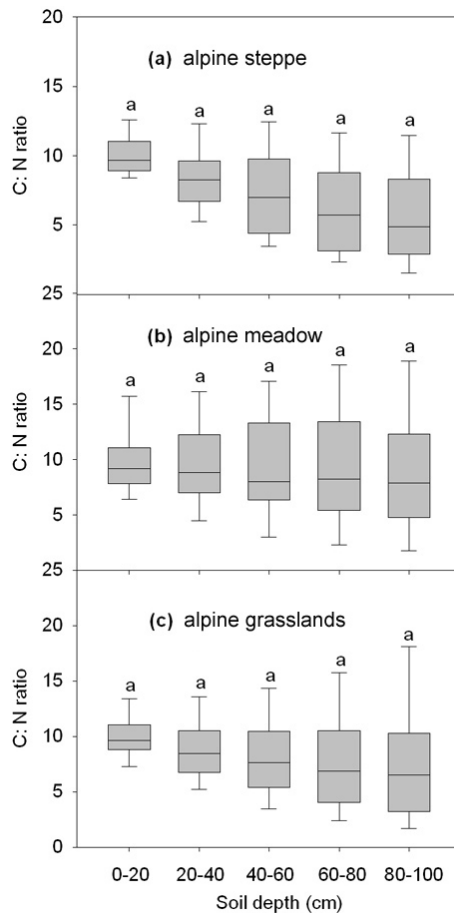 20
(a) alpine steppe
15
a a a a a
10
5
C: N ratio
25
(b) alpine meadow
20
a a a a a
15
10
5
C: N ratio
25
(c) alpine grasslands
20
a a a a a
15
10
5
0
C: N ratio
0-20 20-40 40-60 60-80 80-100
Soil depth (cm)